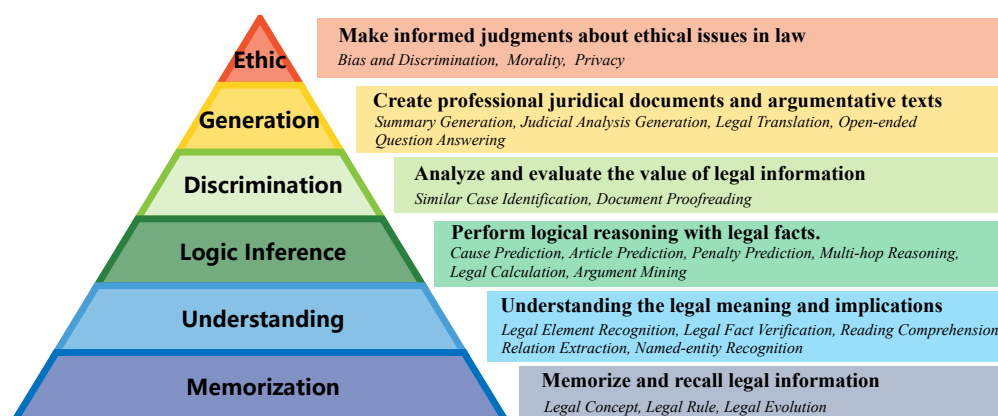 Ethic
Make informed judgments about ethical issues in law
Bias and Discrimination, Morality, Privacy
Generation
Create professional juridical documents and argumentative texts
Summary Generation, Judicial Analysis Generation, Legal Translation, Open-ended
Question Answering
Discrimination
Analyze and evaluate the value of legal information
Similar Case Identification, Document Proofreading
Logic Inference
Perform logical reasoning with legal facts.
Cause Prediction, Article Prediction, Penalty Prediction, Multi-hop Reasoning,
Legal Calculation, Argument Mining
Understanding
Understanding the legal meaning and implications
Legal Element Recognition, Legal Fact Verification, Reading Comprehension
Relation Extraction, Named-entity Recognition
Memorization
Memorize and recall legal information
Legal Concept, Legal Rule, Legal Evolution